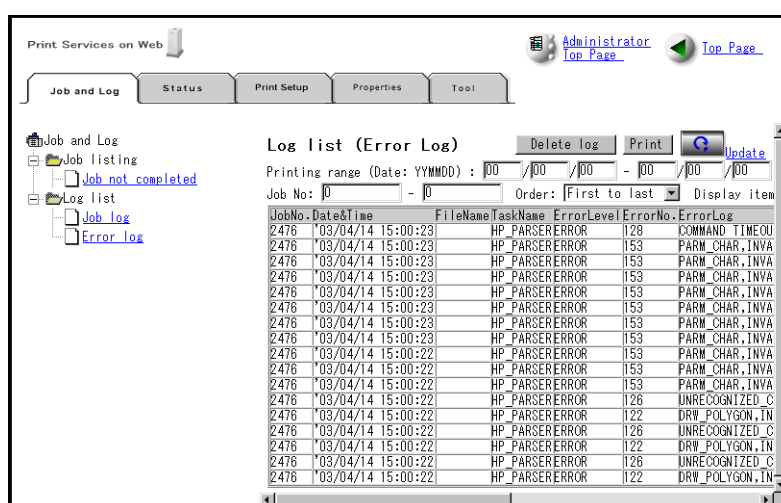 Print Services on Web
Administrator
Top Page
Top Page
Job and Log
Status
Print Setup
Properties
Tool
Job and Log
Job listing
Job not completed
Log list
Job log
Error log
Log list (Error Log)
Delete log
Print
Update
Printing range (Date: YYMMDD) : 00 /00 /00 - 00 /00 /00
Job No: 0 - 0 Order: First to last Display item
JobNo. Date&Time FileName TaskName ErrorLevel ErrorNo. ErrorLog
2476 '03/04/14 15:00:23 HP_PARSER ERROR 128 COMMAND TIMEOU
2476 '03/04/14 15:00:23 HP_PARSER ERROR 153 PARM_CHAR,INVA
2476 '03/04/14 15:00:23 HP_PARSER ERROR 153 PARM_CHAR,INVA
2476 '03/04/14 15:00:23 HP_PARSER ERROR 153 PARM_CHAR,INVA
2476 '03/04/14 15:00:23 HP_PARSER ERROR 153 PARM_CHAR,INVA
2476 '03/04/14 15:00:23 HP_PARSER ERROR 153 PARM_CHAR,INVA
2476 '03/04/14 15:00:23 HP_PARSER ERROR 153 PARM_CHAR,INVA
2476 '03/04/14 15:00:23 HP_PARSER ERROR 153 PARM_CHAR,INVA
2476 '03/04/14 15:00:22 HP_PARSER ERROR 153 PARM_CHAR,INVA
2476 '03/04/14 15:00:22 HP_PARSER ERROR 153 PARM_CHAR,INVA
2476 '03/04/14 15:00:22 HP_PARSER ERROR 153 PARM_CHAR,INVA
2476 '03/04/14 15:00:22 HP_PARSER ERROR 126 UNRECOGNIZED_C
2476 '03/04/14 15:00:22 HP_PARSER ERROR 122 DRW_POLYGON,IN
2476 '03/04/14 15:00:22 HP_PARSER ERROR 126 UNRECOGNIZED_C
2476 '03/04/14 15:00:22 HP_PARSER ERROR 122 DRW_POLYGON,IN
2476 '03/04/14 15:00:22 HP_PARSER ERROR 126 UNRECOGNIZED_C
2476 '03/04/14 15:00:22 HP_PARSER ERROR 122 DRW_POLYGON,IN